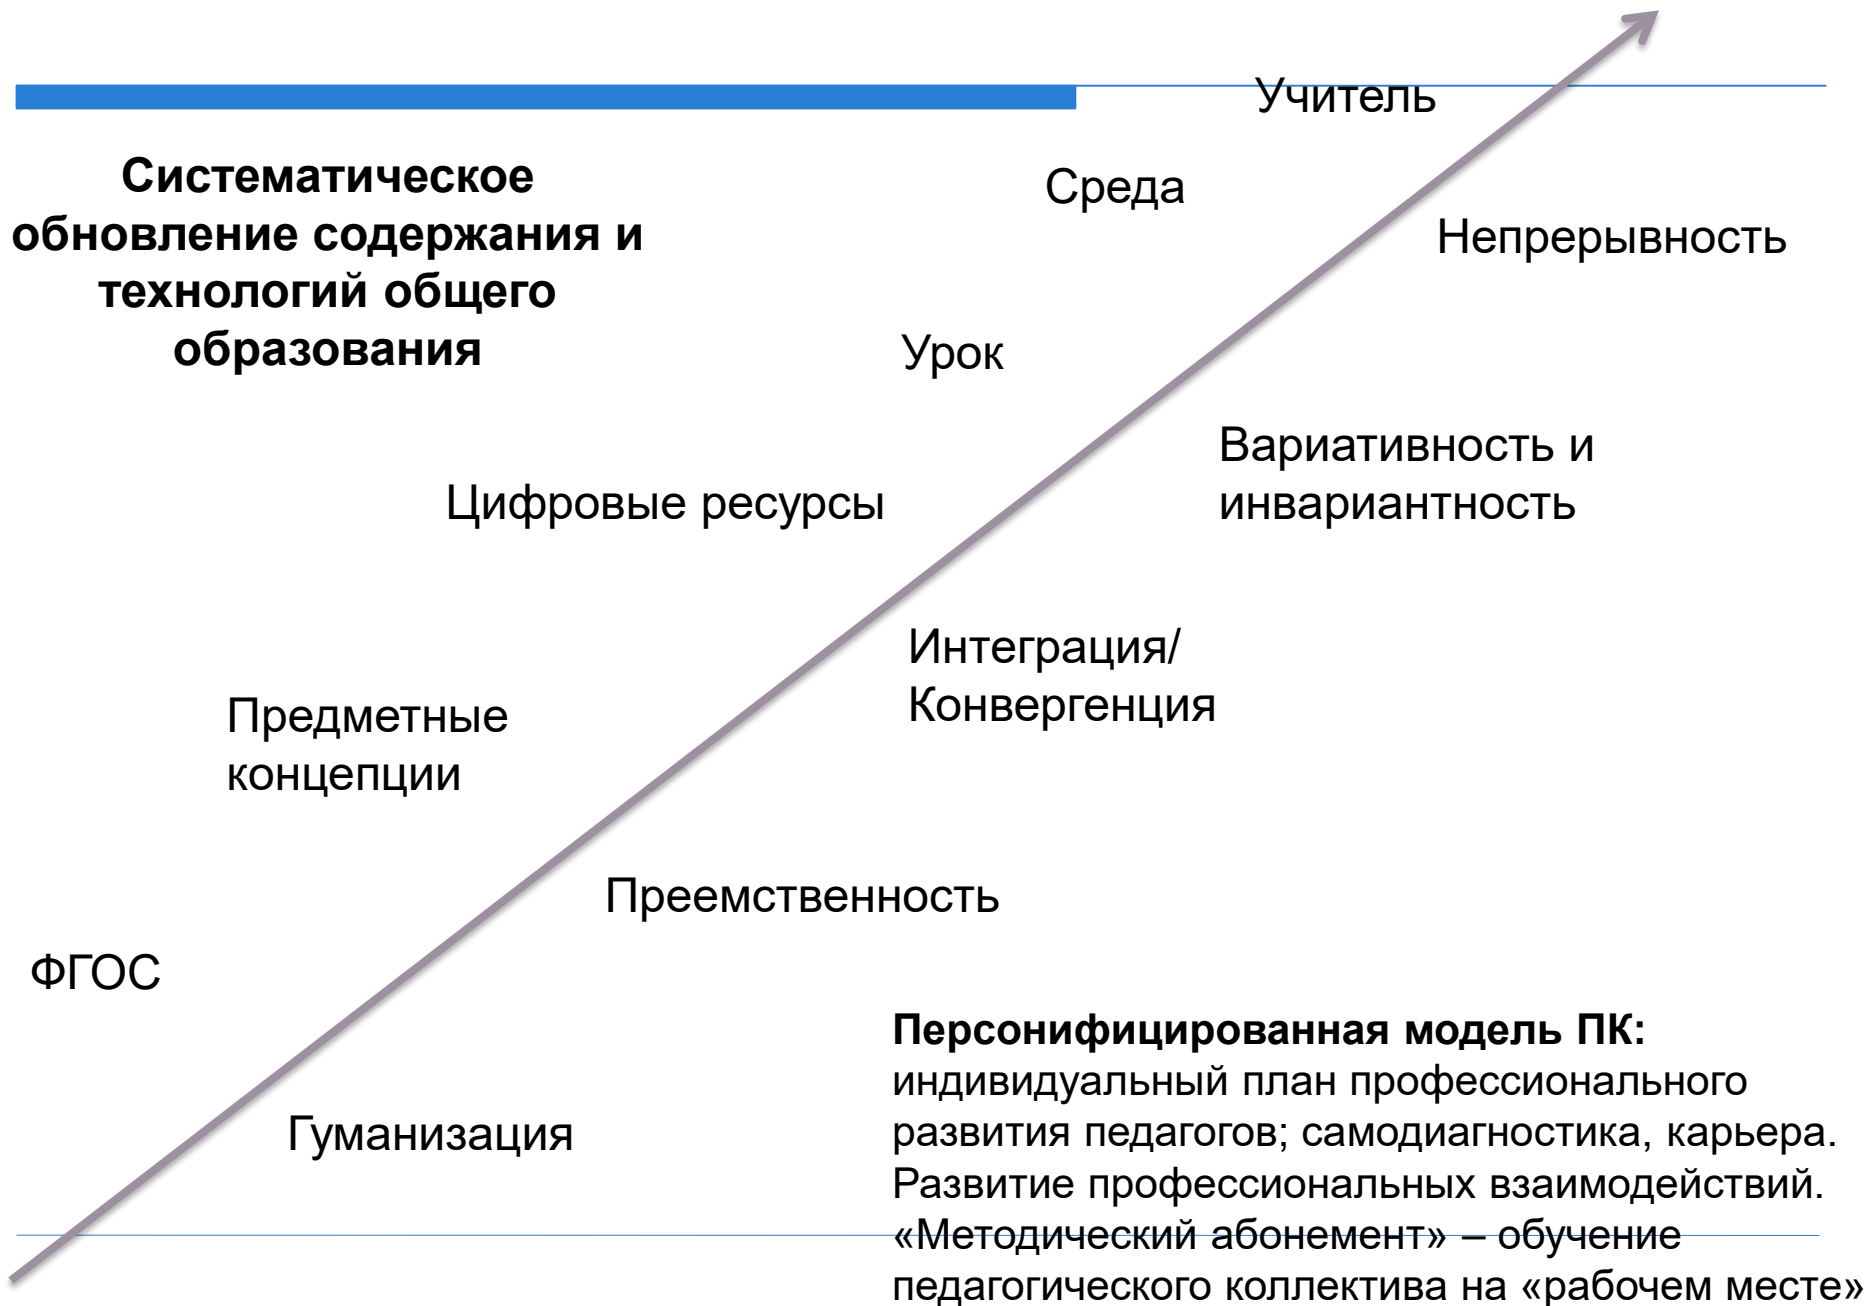 Учитель
Систематическое
обновление содержания и
технологий общего
образования
Среда
Непрерывность
Урок
Вариативность и
инвариантность
Цифровые ресурсы
Интеграция/
Конвергенция
Предметные
концепции
Преемственность
ФГОС
Гуманизация
Персонифицированная модель ПК:
индивидуальный план профессионального
развития педагогов; самодиагностика, карьера.
Развитие профессиональных взаимодействий.
«Методический абонемент» – обучение
педагогического коллектива на «рабочем месте»